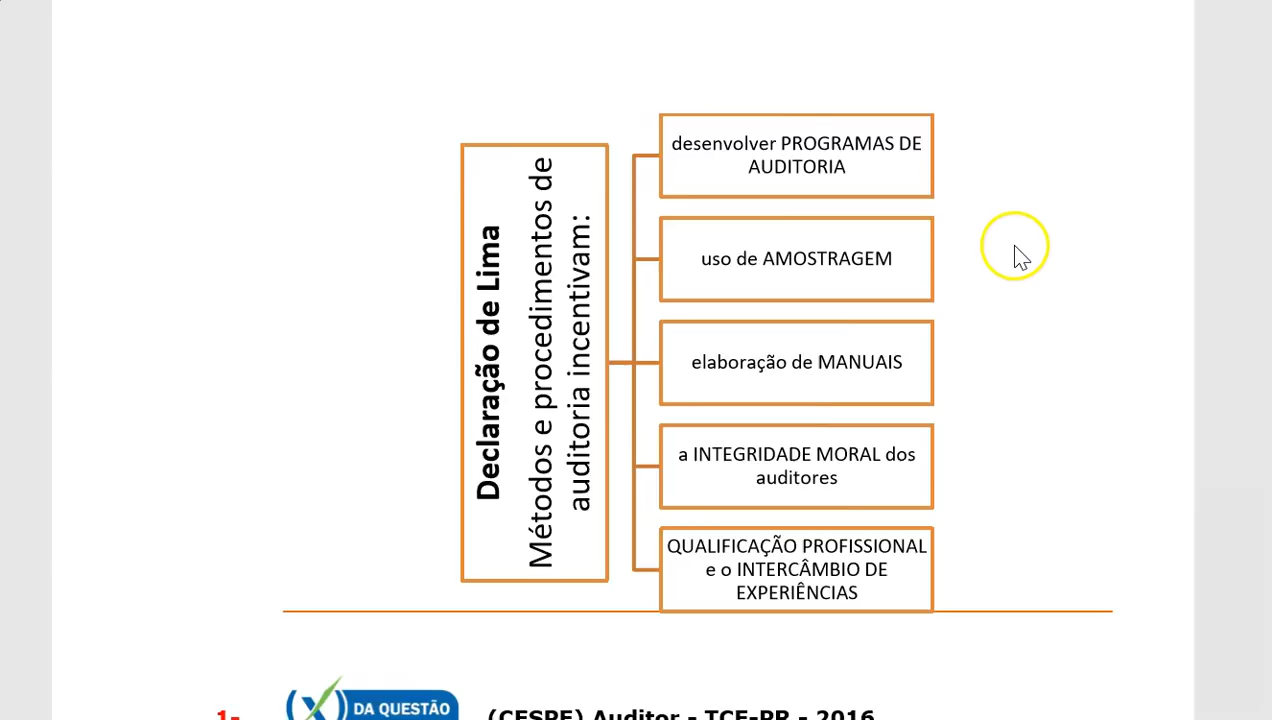 Declaração de Lima
Métodos e procedimentos de
auditoria incentivam:
desenvolver PROGRAMAS DE
AUDITORIA
uso de AMOSTRAGEM
elaboração de MANUAIS
a INTEGRIDADE MORAL dos
auditores
QUALIFICAÇÃO PROFISSIONAL
e o INTERCÂMBIO DE
EXPERIÊNCIAS
1- (X) DA QUESTÃO (CESPE) Auditor - TCE-PR - 2016